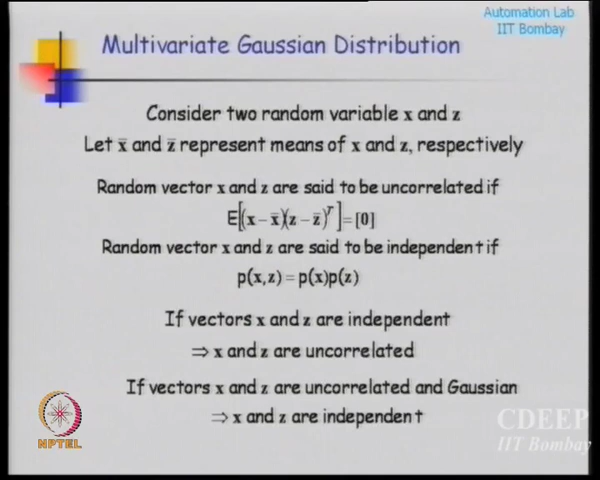 Automation Lab
IIT Bombay
Multivariate Gaussian Distribution
Consider two random variable x and z
Let x̄ and z̄ represent means of x and z, respectively
Random vector x and z are said to be uncorrelated if
E[(x − x̄)(z − z̄)ᵀ] = [0]
Random vector x and z are said to be independent if
p(x,z) = p(x)p(z)
If vectors x and z are independent
⇒ x and z are uncorrelated
If vectors x and z are uncorrelated and Gaussian
⇒ x and z are independent
NPTEL
CDEEP
IIT Bombay